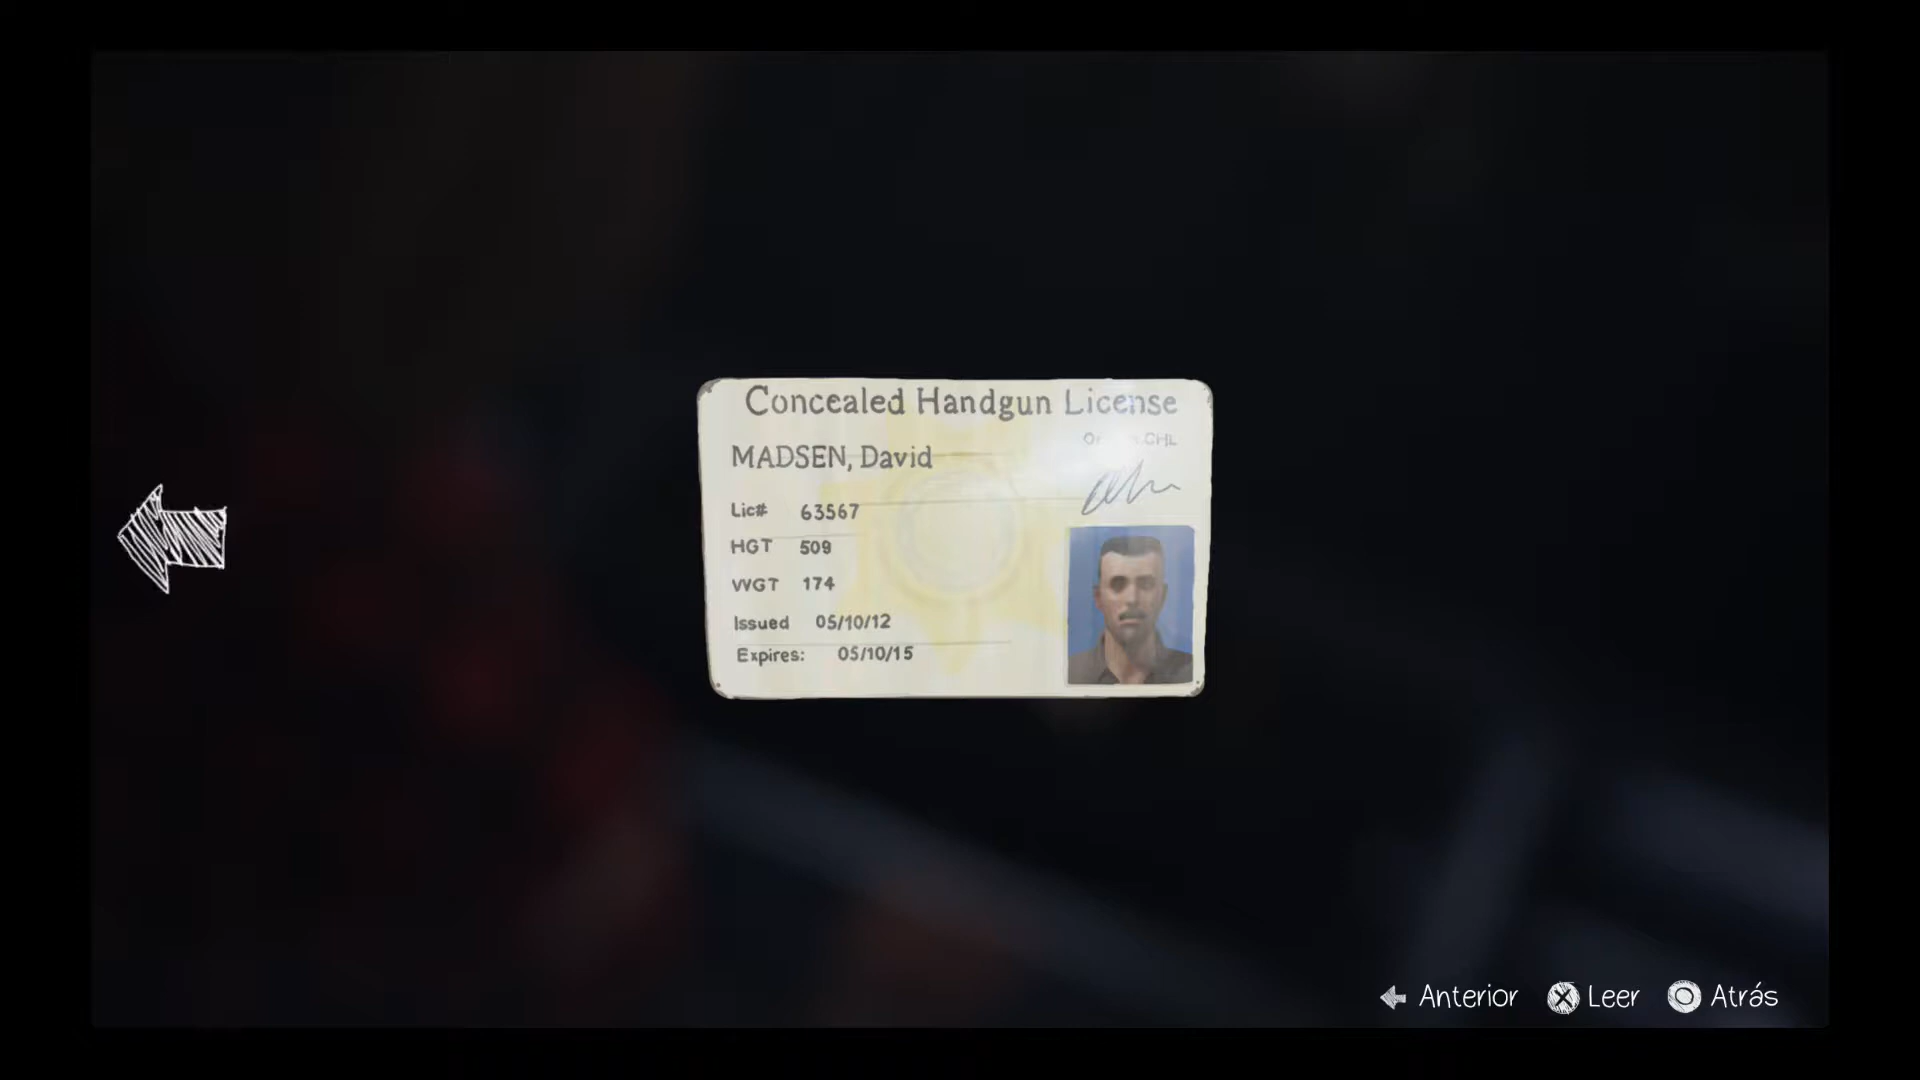 Concealed Handgun License
CHL
MADSEN, David
Lic# 63567
HGT 509
WGT 174
Issued 05/10/12
Expires: 05/10/15
Anterior Leer Atrás